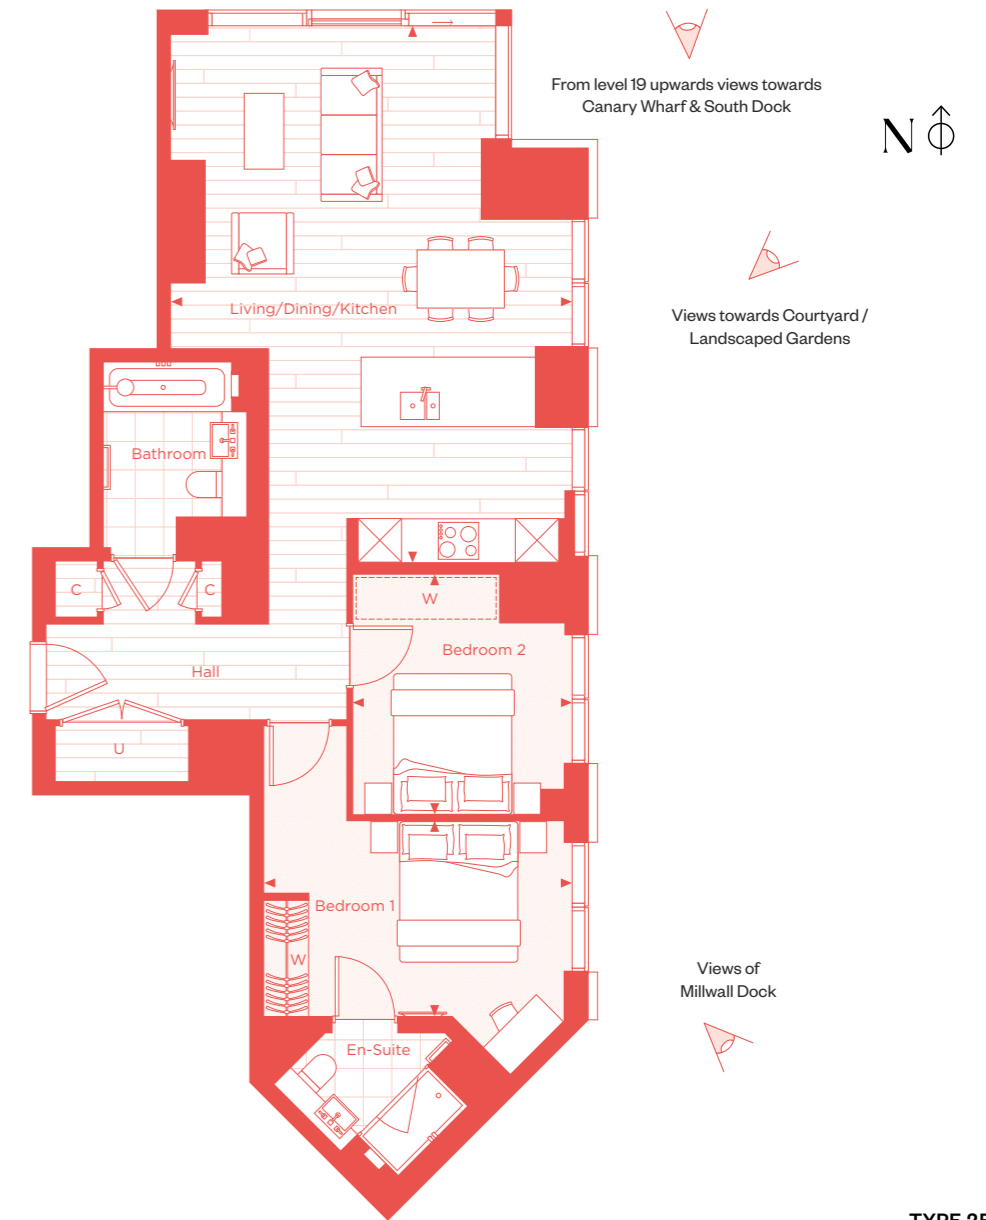 From level 19 upwards views towards
Canary Wharf & South Dock
N
Living/Dining/Kitchen
Views towards Courtyard /
Landscaped Gardens
Bathroom
C
C
W
Bedroom 2
Hall
U
Bedroom 1
W
Views of
Millwall Dock
En-Suite
TYPE